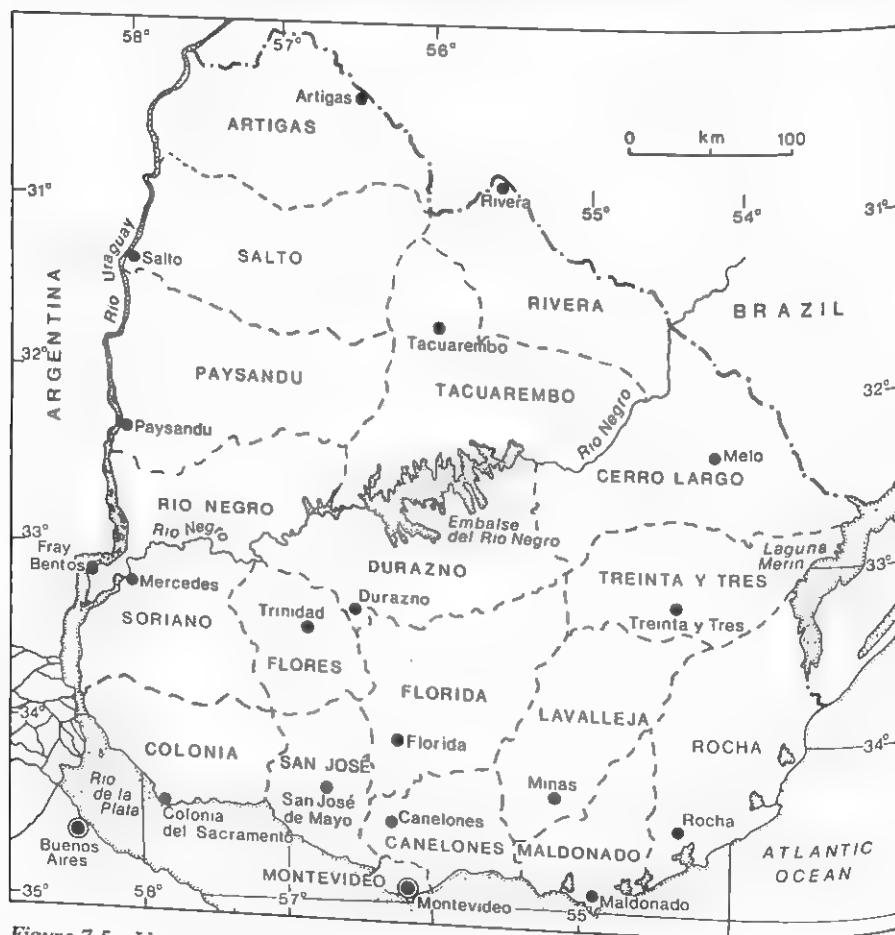 58° 57° 56°
Artigas
ARTIGAS
0 km 100
31°
Rivera
55° 54°
31°
Rio Uruguay
Salto
SALTO
RIVERA
BRAZIL
ARGENTINA
Tacuarembo
32°
PAYSANDU
TACUAREMBO
32°
Rio Negro
Paysandu
Melo
CERRO LARGO
RIO NEGRO
Rio Negro
Embalse
del Rio Negro
33°
Fray
Bentos
Laguna
Merin
33°
DURAZNO
TREINTA Y TRES
Mercedes
Durazno
Trinidad
SORIANO
Treinta y Tres
FLORES
FLORIDA
34°
LAVALLEJA
COLONIA
Florida
ROCHA
34°
SAN JOSÉ
Rio
de la
Plata
San José
de Mayo
Minas
Colonia
del Sacramento
Canelones
Rocha
Buenos
Aires
CANELONES
MALDONADO
ATLANTIC
OCEAN
MONTEVIDEO
35°
58° 57°
Montevideo
55°
Maldonado
Figure 7.5